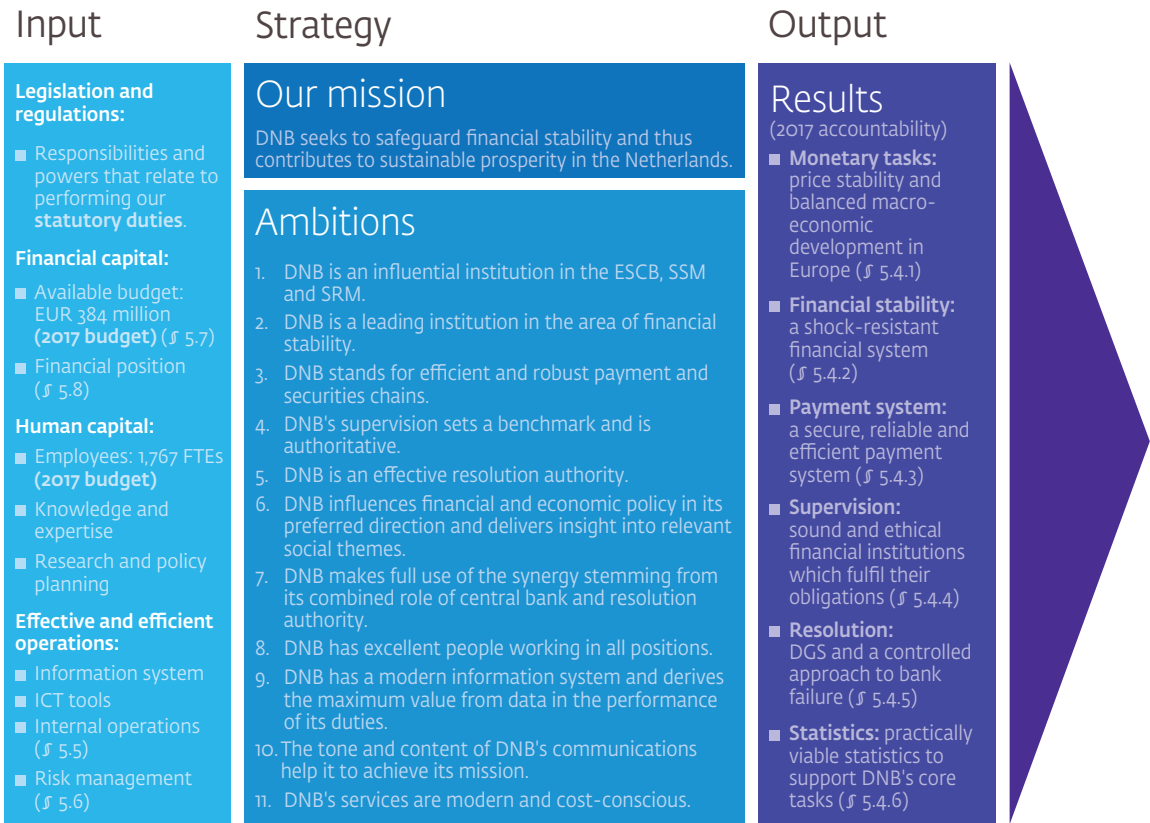 Input
Legislation and
regulations:
■ Responsibilities and
powers that relate to
performing our
statutory duties.
Financial capital:
■ Available budget:
EUR 384 million
(2017 budget) (§ 5.7)
■ Financial position
(§ 5.8)
Human capital:
■ Employees: 1,767 FTEs
(2017 budget)
■ Knowledge and
expertise
■ Research and policy
planning
Effective and efficient
operations:
■ Information system
■ ICT tools
■ Internal operations
(§ 5.5)
■ Risk management
(§ 5.6)
Strategy
Our mission
DNB seeks to safeguard financial stability and thus
contributes to sustainable prosperity in the Netherlands.
Ambitions
1. DNB is an influential institution in the ESCB, SSM
and SRM.
2. DNB is a leading institution in the area of financial
stability.
3. DNB stands for efficient and robust payment and
securities chains.
4. DNB's supervision sets a benchmark and is
authoritative.
5. DNB is an effective resolution authority.
6. DNB influences financial and economic policy in its
preferred direction and delivers insight into relevant
social themes.
7. DNB makes full use of the synergy stemming from
its combined role of central bank and resolution
authority.
8. DNB has excellent people working in all positions.
9. DNB has a modern information system and derives
the maximum value from data in the performance
of its duties.
10. The tone and content of DNB's communications
help it to achieve its mission.
11. DNB's services are modern and cost-conscious.
Output
Results
(2017 accountability)
■ Monetary tasks:
price stability and
balanced macro-
economic
development in
Europe (§ 5.4.1)
■ Financial stability:
a shock-resistant
financial system
(§ 5.4.2)
■ Payment system:
a secure, reliable and
efficient payment
system (§ 5.4.3)
■ Supervision:
sound and ethical
financial institutions
which fulfil their
obligations (§ 5.4.4)
■ Resolution:
DGS and a controlled
approach to bank
failure (§ 5.4.5)
■ Statistics: practically
viable statistics to
support DNB's core
tasks (§ 5.4.6)